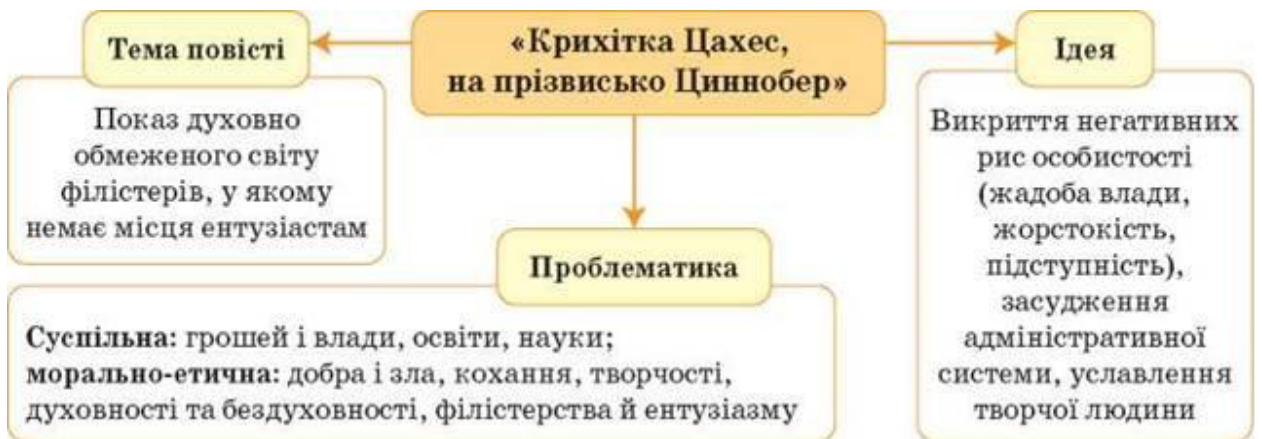 «Крихітка Цахес,
на прізвисько Циннобер»
Тема повісті
Показ духовно
обмеженого світу
філістерів, у якому
немає місця ентузіастам
Проблематика
Суспільна: грошей і влади, освіти, науки;
морально-етична: добра і зла, кохання, творчості,
духовності та бездуховності, філістерства й ентузіазму
Ідея
Викриття негативних
рис особистості
(жадоба влади,
жорстокість,
підступність),
засудження
адміністративної
системи, уславлення
творчої людини